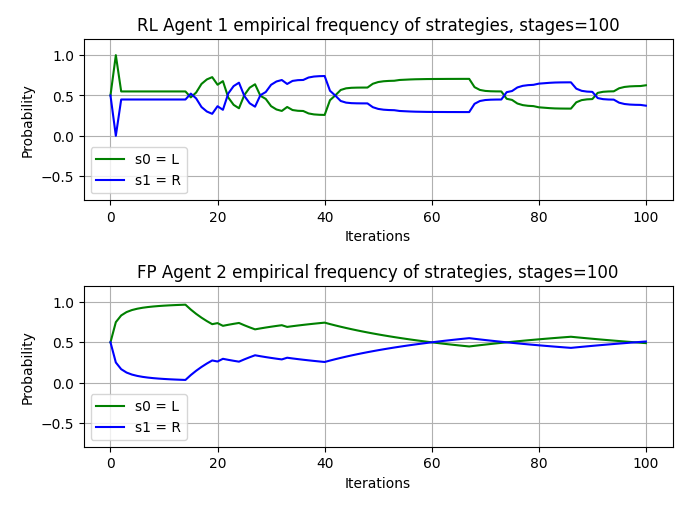 RL Agent 1 empirical frequency of strategies, stages=100
1.0
0.5
0.0
−0.5
Probability
s0 = L
s1 = R
0 20 40 60 80 100
Iterations
FP Agent 2 empirical frequency of strategies, stages=100
1.0
0.5
0.0
−0.5
Probability
s0 = L
s1 = R
0 20 40 60 80 100
Iterations